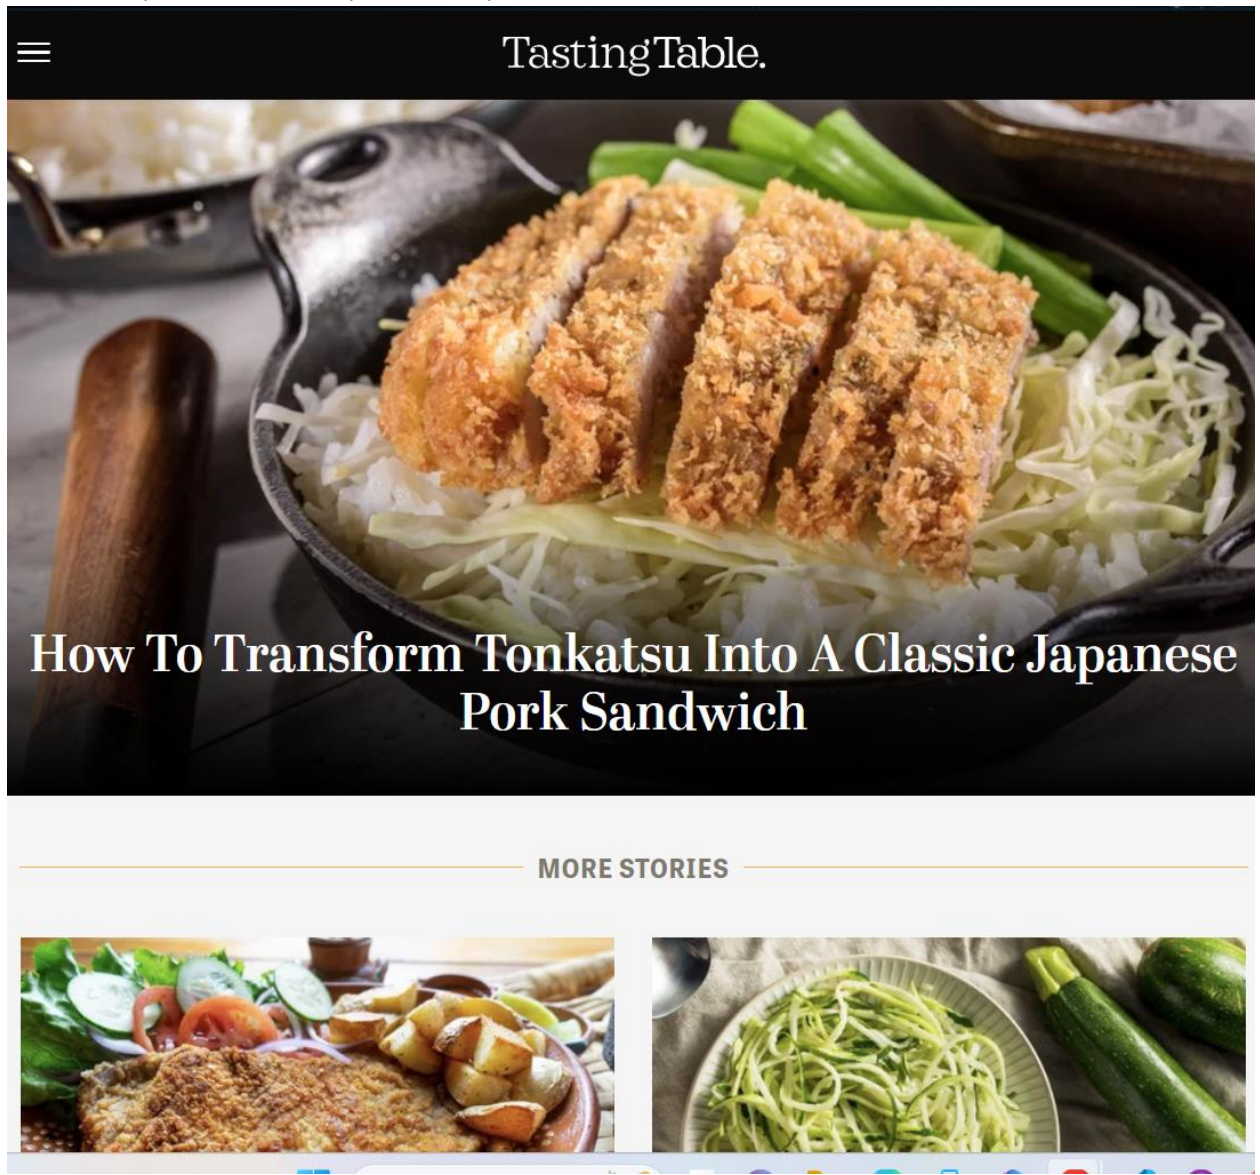 TastingTable.
How To Transform Tonkatsu Into A Classic Japanese
Pork Sandwich
MORE STORIES